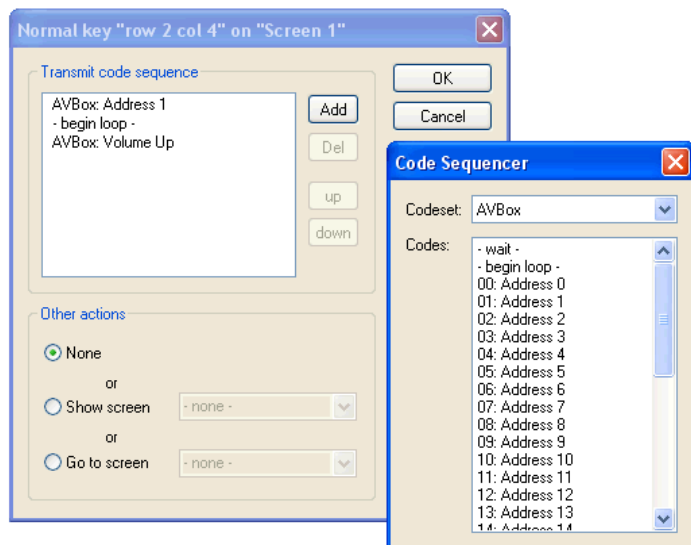 Normal key "row 2 col 4" on "Screen 1"
Transmit code sequence
AVBox: Address 1
- begin loop -
AVBox: Volume Up
Add
Del
up
down
OK
Cancel
Other actions
None
or
Show screen
- none -
or
Go to screen
- none -
Code Sequencer
Codeset:
AVBox
Codes:
- wait -
- begin loop -
00: Address 0
01: Address 1
02: Address 2
03: Address 3
04: Address 4
05: Address 5
06: Address 6
07: Address 7
08: Address 8
09: Address 9
10: Address 10
11: Address 11
12: Address 12
13: Address 13
14: Address 14